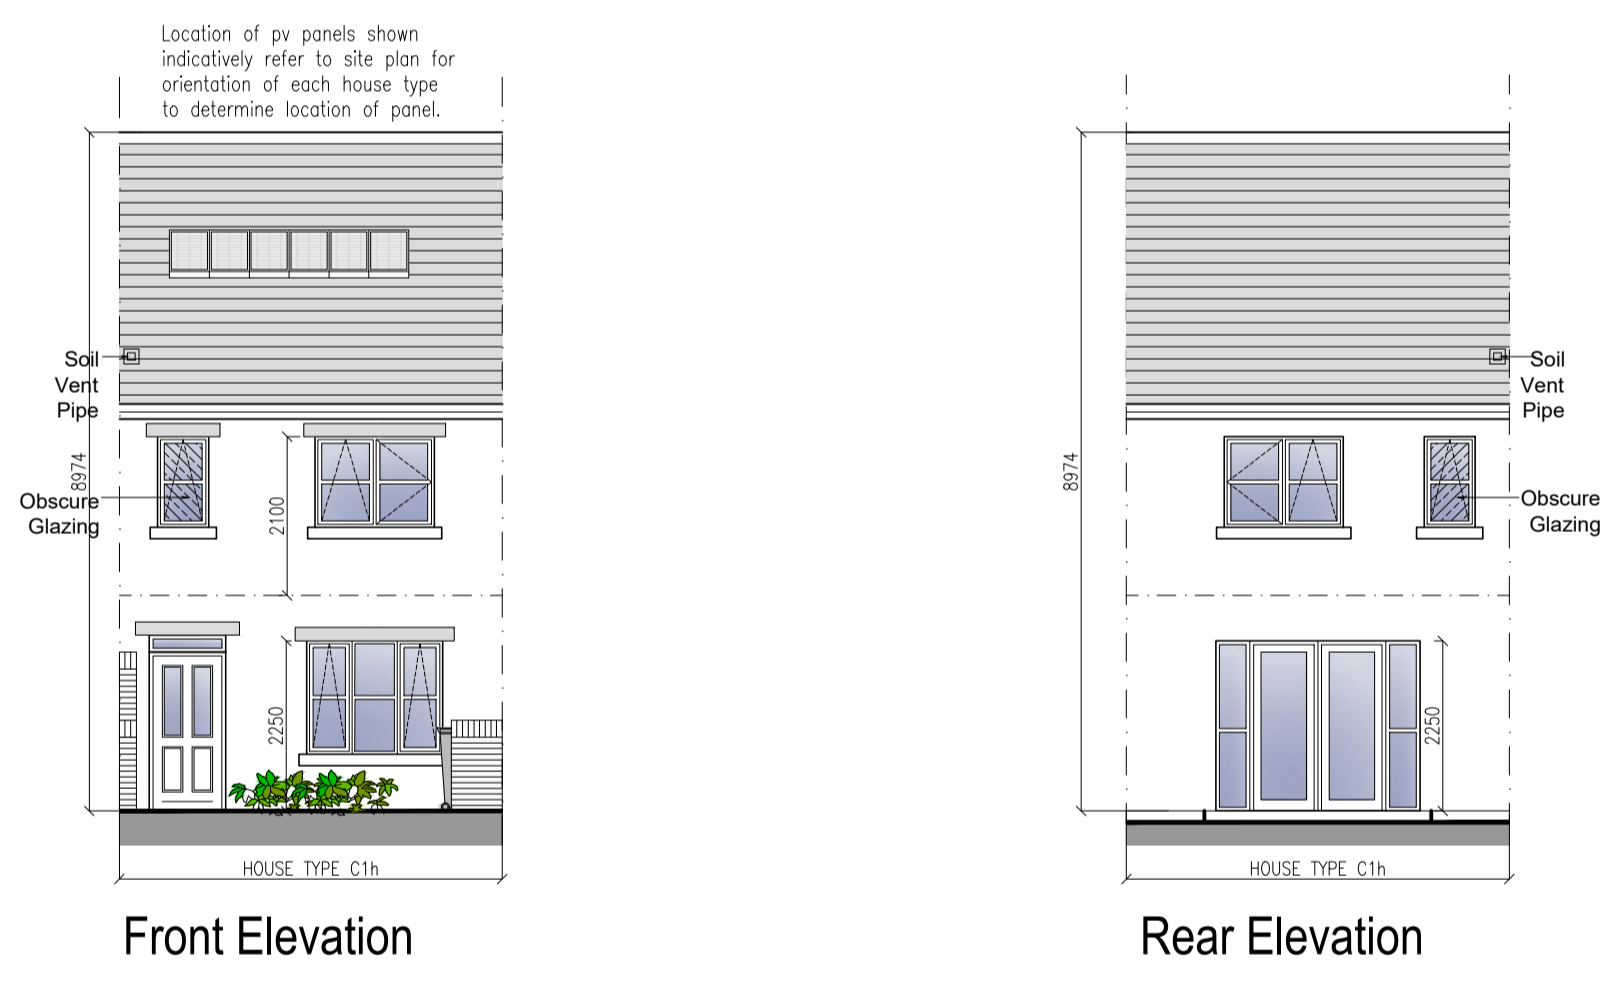 Location of pv panels shown
indicatively refer to site plan for
orientation of each house type
to determine location of panel.
Soil
Vent
Pipe
8974
Obscure
Glazing
2100
2250
HOUSE TYPE C1h
Front Elevation
8974
Soil
Vent
Pipe
Obscure
Glazing
2250
HOUSE TYPE C1h
Rear Elevation